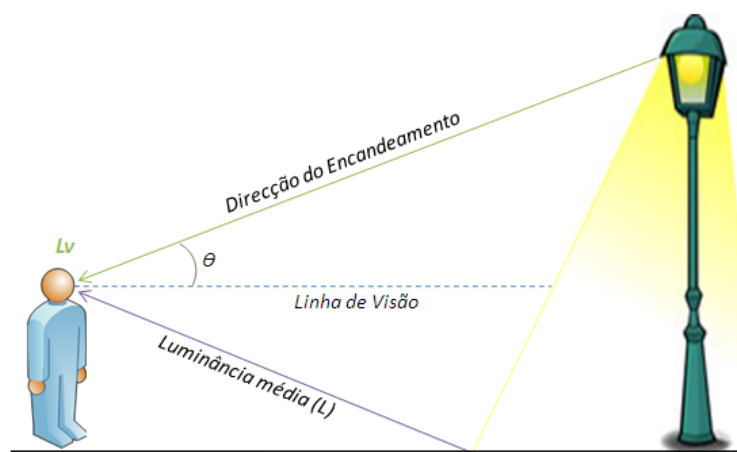 Direcção do Encandeamento
Lv
θ
Linha de Visão
Luminância média (L)